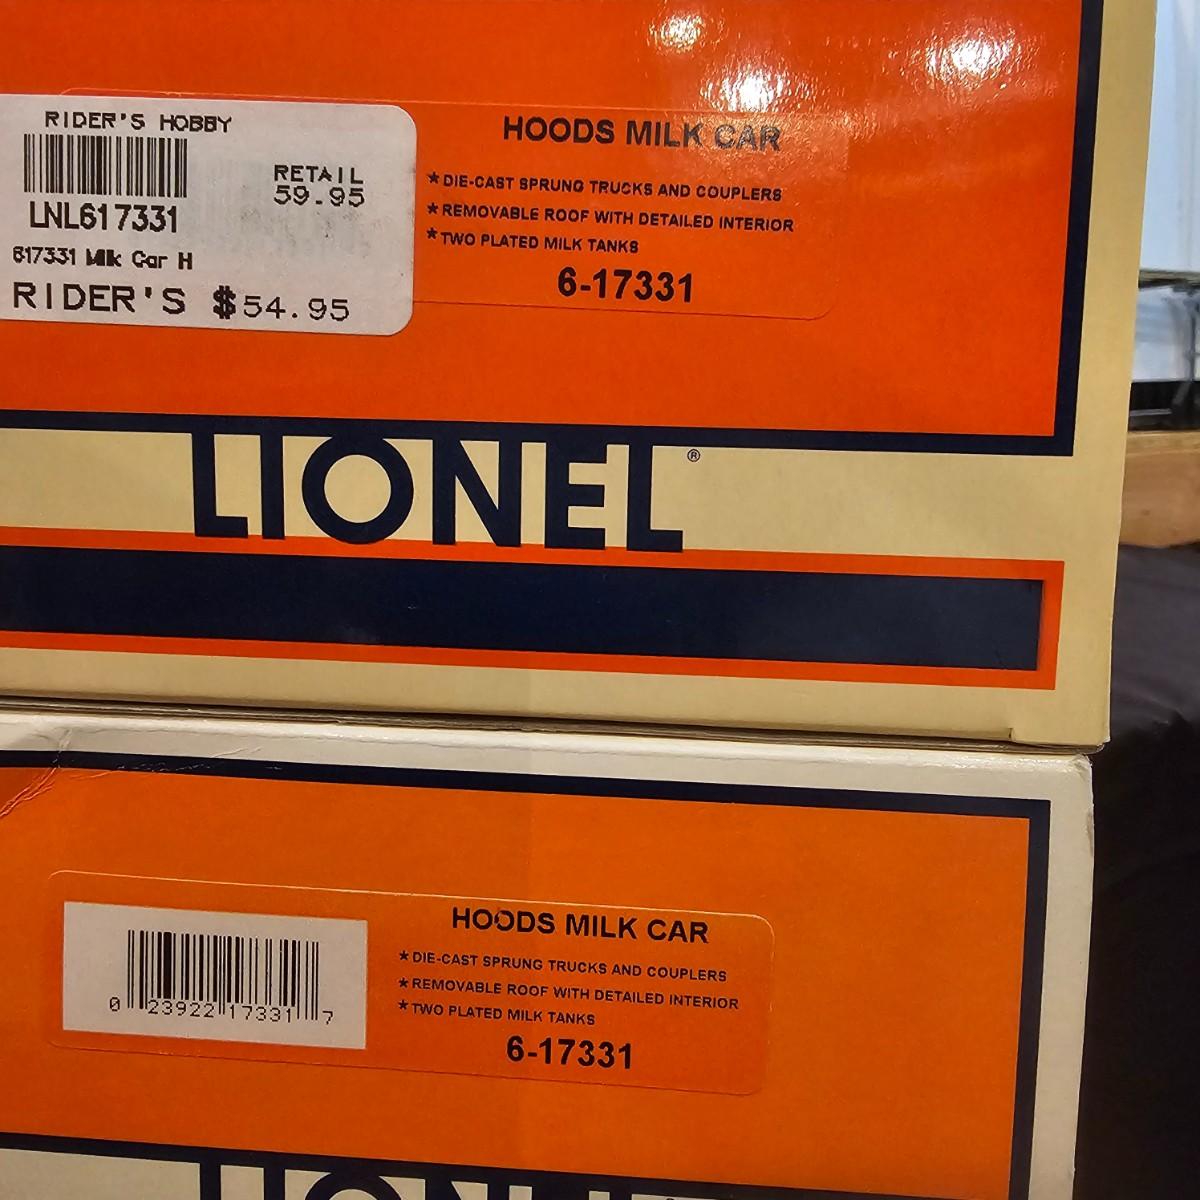 RIDER'S HOBBY
RETAIL
59.95
LNL617331
617331 Milk Car H
RIDER'S $54.95
HOODS MILK CAR
★DIE-CAST SPRUNG TRUCKS AND COUPLERS
★REMOVABLE ROOF WITH DETAILED INTERIOR
★TWO PLATED MILK TANKS
6-17331
LIONEL®
HOODS MILK CAR
★DIE-CAST SPRUNG TRUCKS AND COUPLERS
★REMOVABLE ROOF WITH DETAILED INTERIOR
★TWO PLATED MILK TANKS
6-17331
0 23922 17331 7
LIONEL